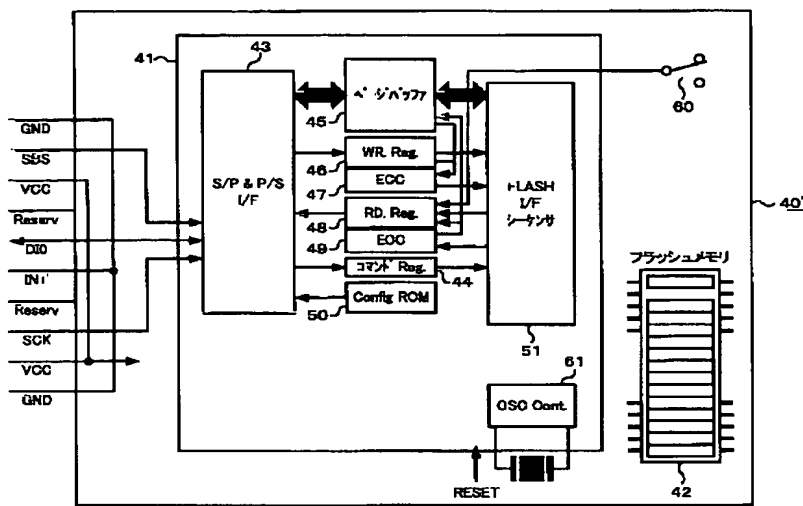 GND
SBS
VCC
Reserv
DIO
INT
Reserv
SCK
VCC
GND
41
43
S/P & P/S
I/F
ページバッファ
45
WR. Reg.
46
ECC
47
RD. Reg.
48
ECC
49
コマンド Reg.
44
Config ROM
50
FLASH
I/F
シーケンサ
51
60
40'
61
OSC Cont.
RESET
フラッシュメモリ
42